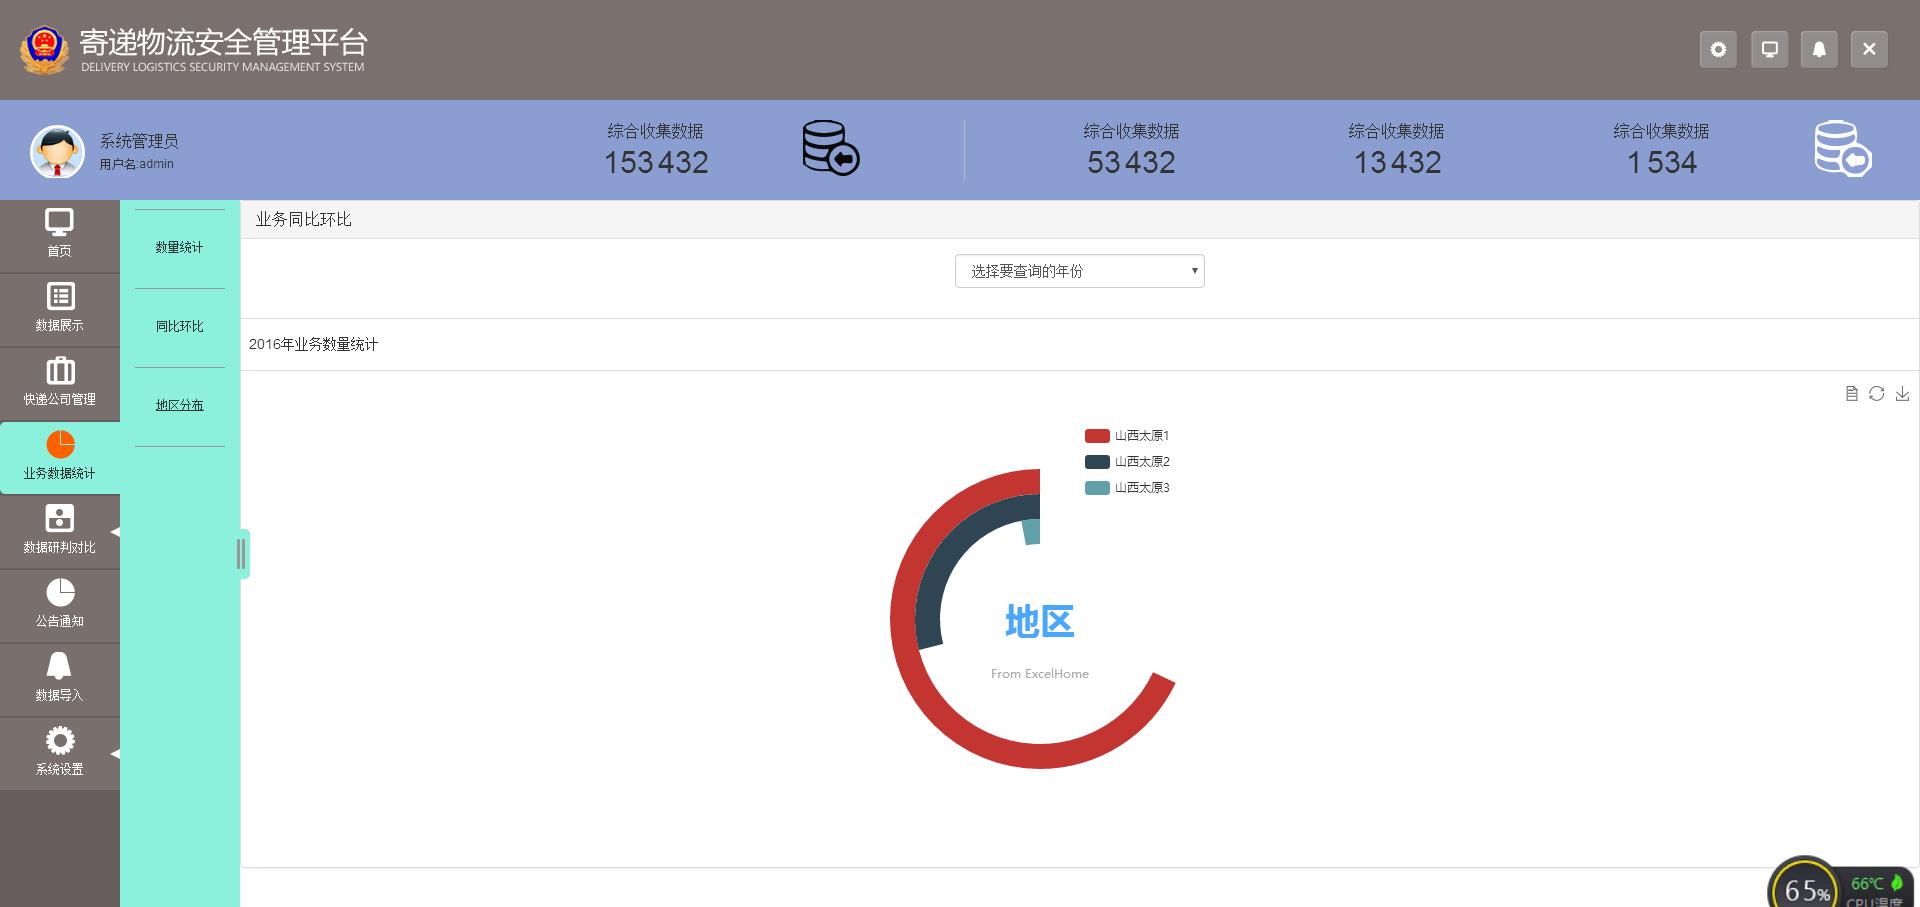 寄递物流安全管理平台
DELIVERY LOGISTICS SECURITY MANAGEMENT SYSTEM
系统管理员
用户名:admin
综合收集数据
153432
综合收集数据
53432
综合收集数据
13432
综合收集数据
1534
首页
数据展示
快递公司管理
业务数据统计
数据研判对比
公告通知
数据导入
系统设置
数量统计
同比环比
地区分布
业务同比环比
选择要查询的年份
2016年业务数量统计
山西太原1
山西太原2
山西太原3
地区
From ExcelHome
65%
66℃
CPU温度